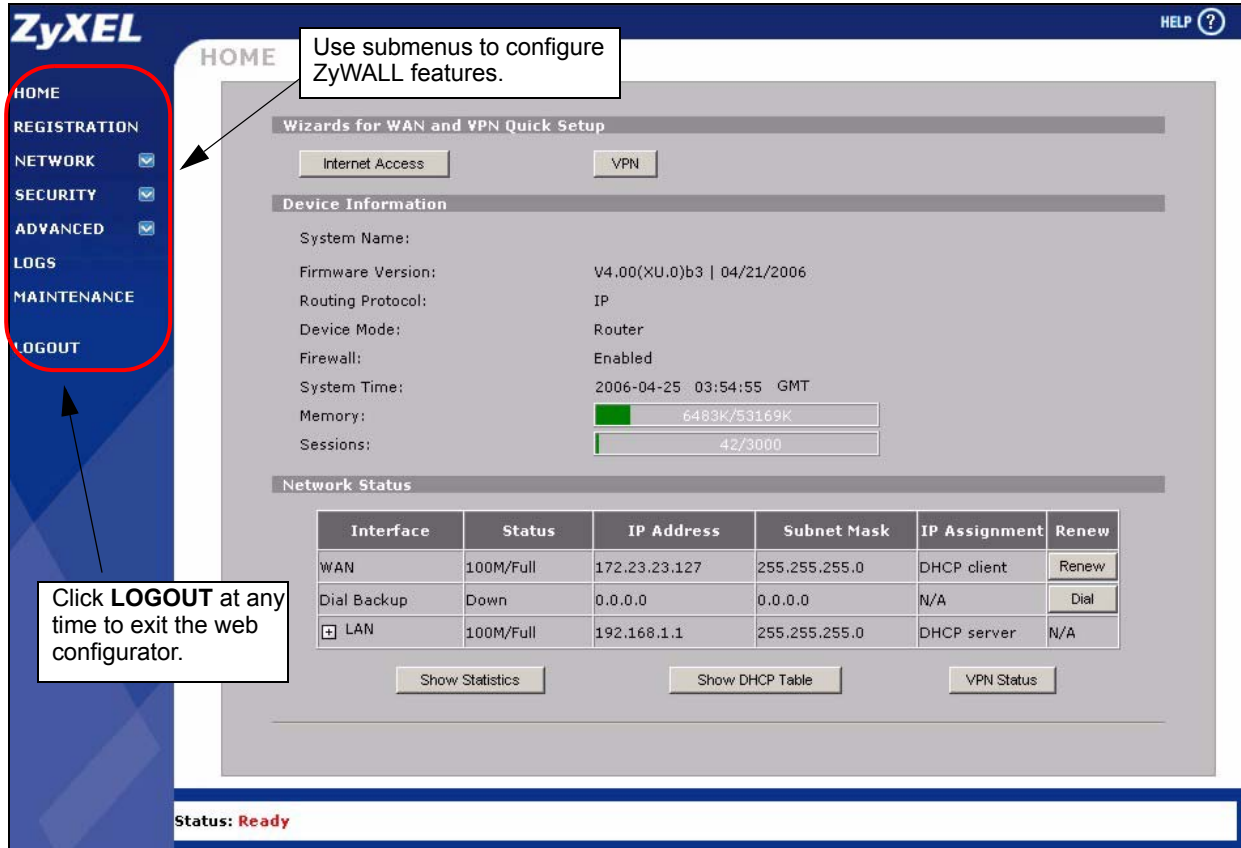 ZyXEL
HELP ?
HOME
Use submenus to configure
ZyWALL features.
HOME
REGISTRATION
NETWORK
SECURITY
ADVANCED
LOGS
MAINTENANCE
LOGOUT
Click LOGOUT at any
time to exit the web
configurator.
Wizards for WAN and VPN Quick Setup
Internet Access VPN
Device Information
System Name:
Firmware Version: V4.00(XU.0)b3 | 04/21/2006
Routing Protocol: IP
Device Mode: Router
Firewall: Enabled
System Time: 2006-04-25 03:54:55 GMT
Memory: 6483K/53169K
Sessions: 42/3000
Network Status
Interface Status IP Address Subnet Mask IP Assignment Renew
WAN 100M/Full 172.23.23.127 255.255.255.0 DHCP client Renew
Dial Backup Down 0.0.0.0 0.0.0.0 N/A Dial
+ LAN 100M/Full 192.168.1.1 255.255.255.0 DHCP server N/A
Show Statistics Show DHCP Table VPN Status
Status: Ready